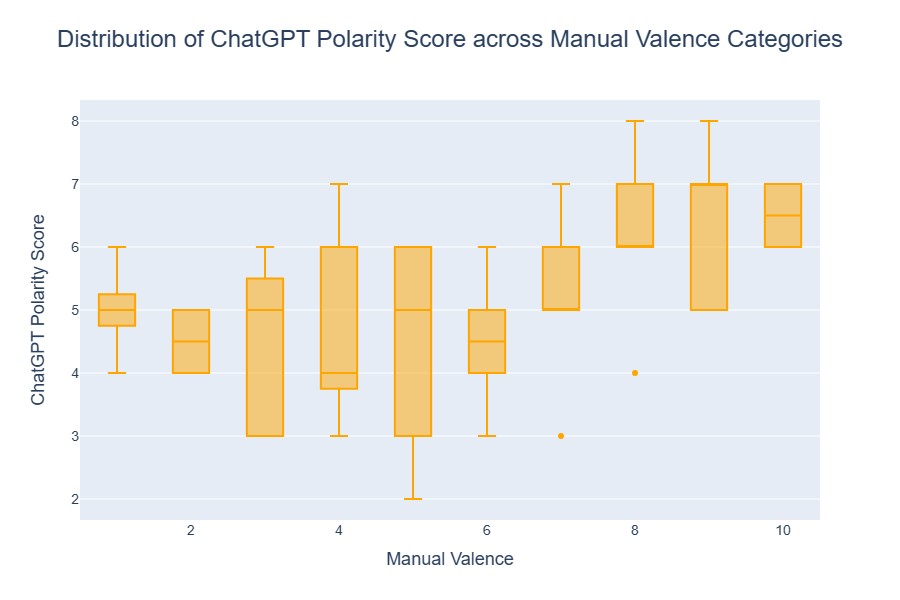 Distribution of ChatGPT Polarity Score across Manual Valence Categories
8
7
6
5
4
3
2
ChatGPT Polarity Score
2 4 6 8 10
Manual Valence